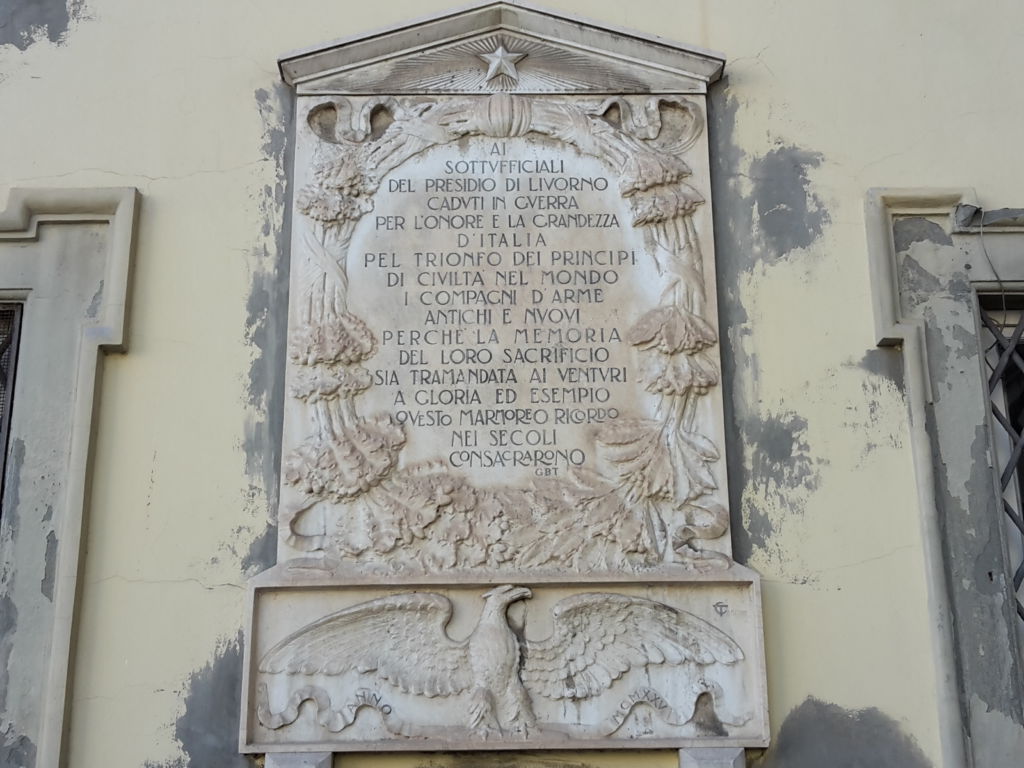 AI
SOTTVFFICIALI
DEL PRESIDIO DI LIVORNO
CADVTI IN GVERRA
PER L'ONORE E LA GRANDEZZA
D'ITALIA
PEL TRIONFO DEI PRINCIPI
DI CIVILTÀ NEL MONDO
I COMPAGNI D'ARME
ANTICHI E NVOVI
PERCHÈ LA MEMORIA
DEL LORO SACRIFICIO
SIA TRAMANDATA AI VENTVRI
A GLORIA ED ESEMPIO
QVESTO MARMOREO RICORDO
NEI SECOLI
CONSACRARONO
GBT
ANNO